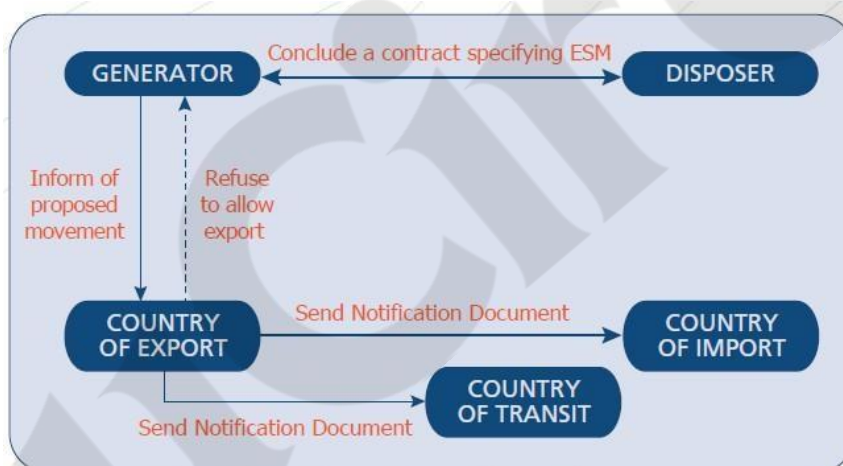 Conclude a contract specifying ESM
GENERATOR
DISPOSER
Inform of
proposed
movement
Refuse
to allow
export
Send Notification Document
COUNTRY
OF EXPORT
COUNTRY
OF IMPORT
COUNTRY
OF TRANSIT
Send Notification Document